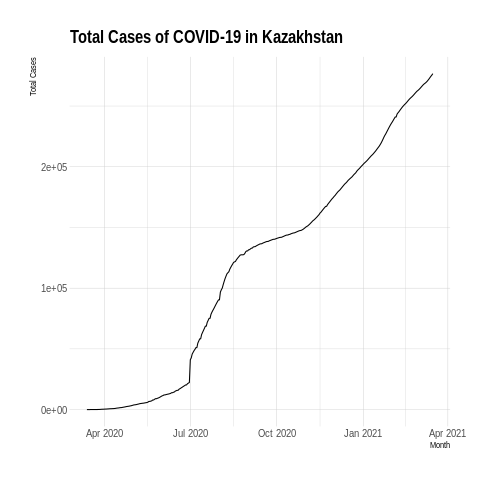 Total Cases of COVID-19 in Kazakhstan
Total Cases
2e+05
1e+05
0e+00
Apr 2020 Jul 2020 Oct 2020 Jan 2021 Apr 2021
Month